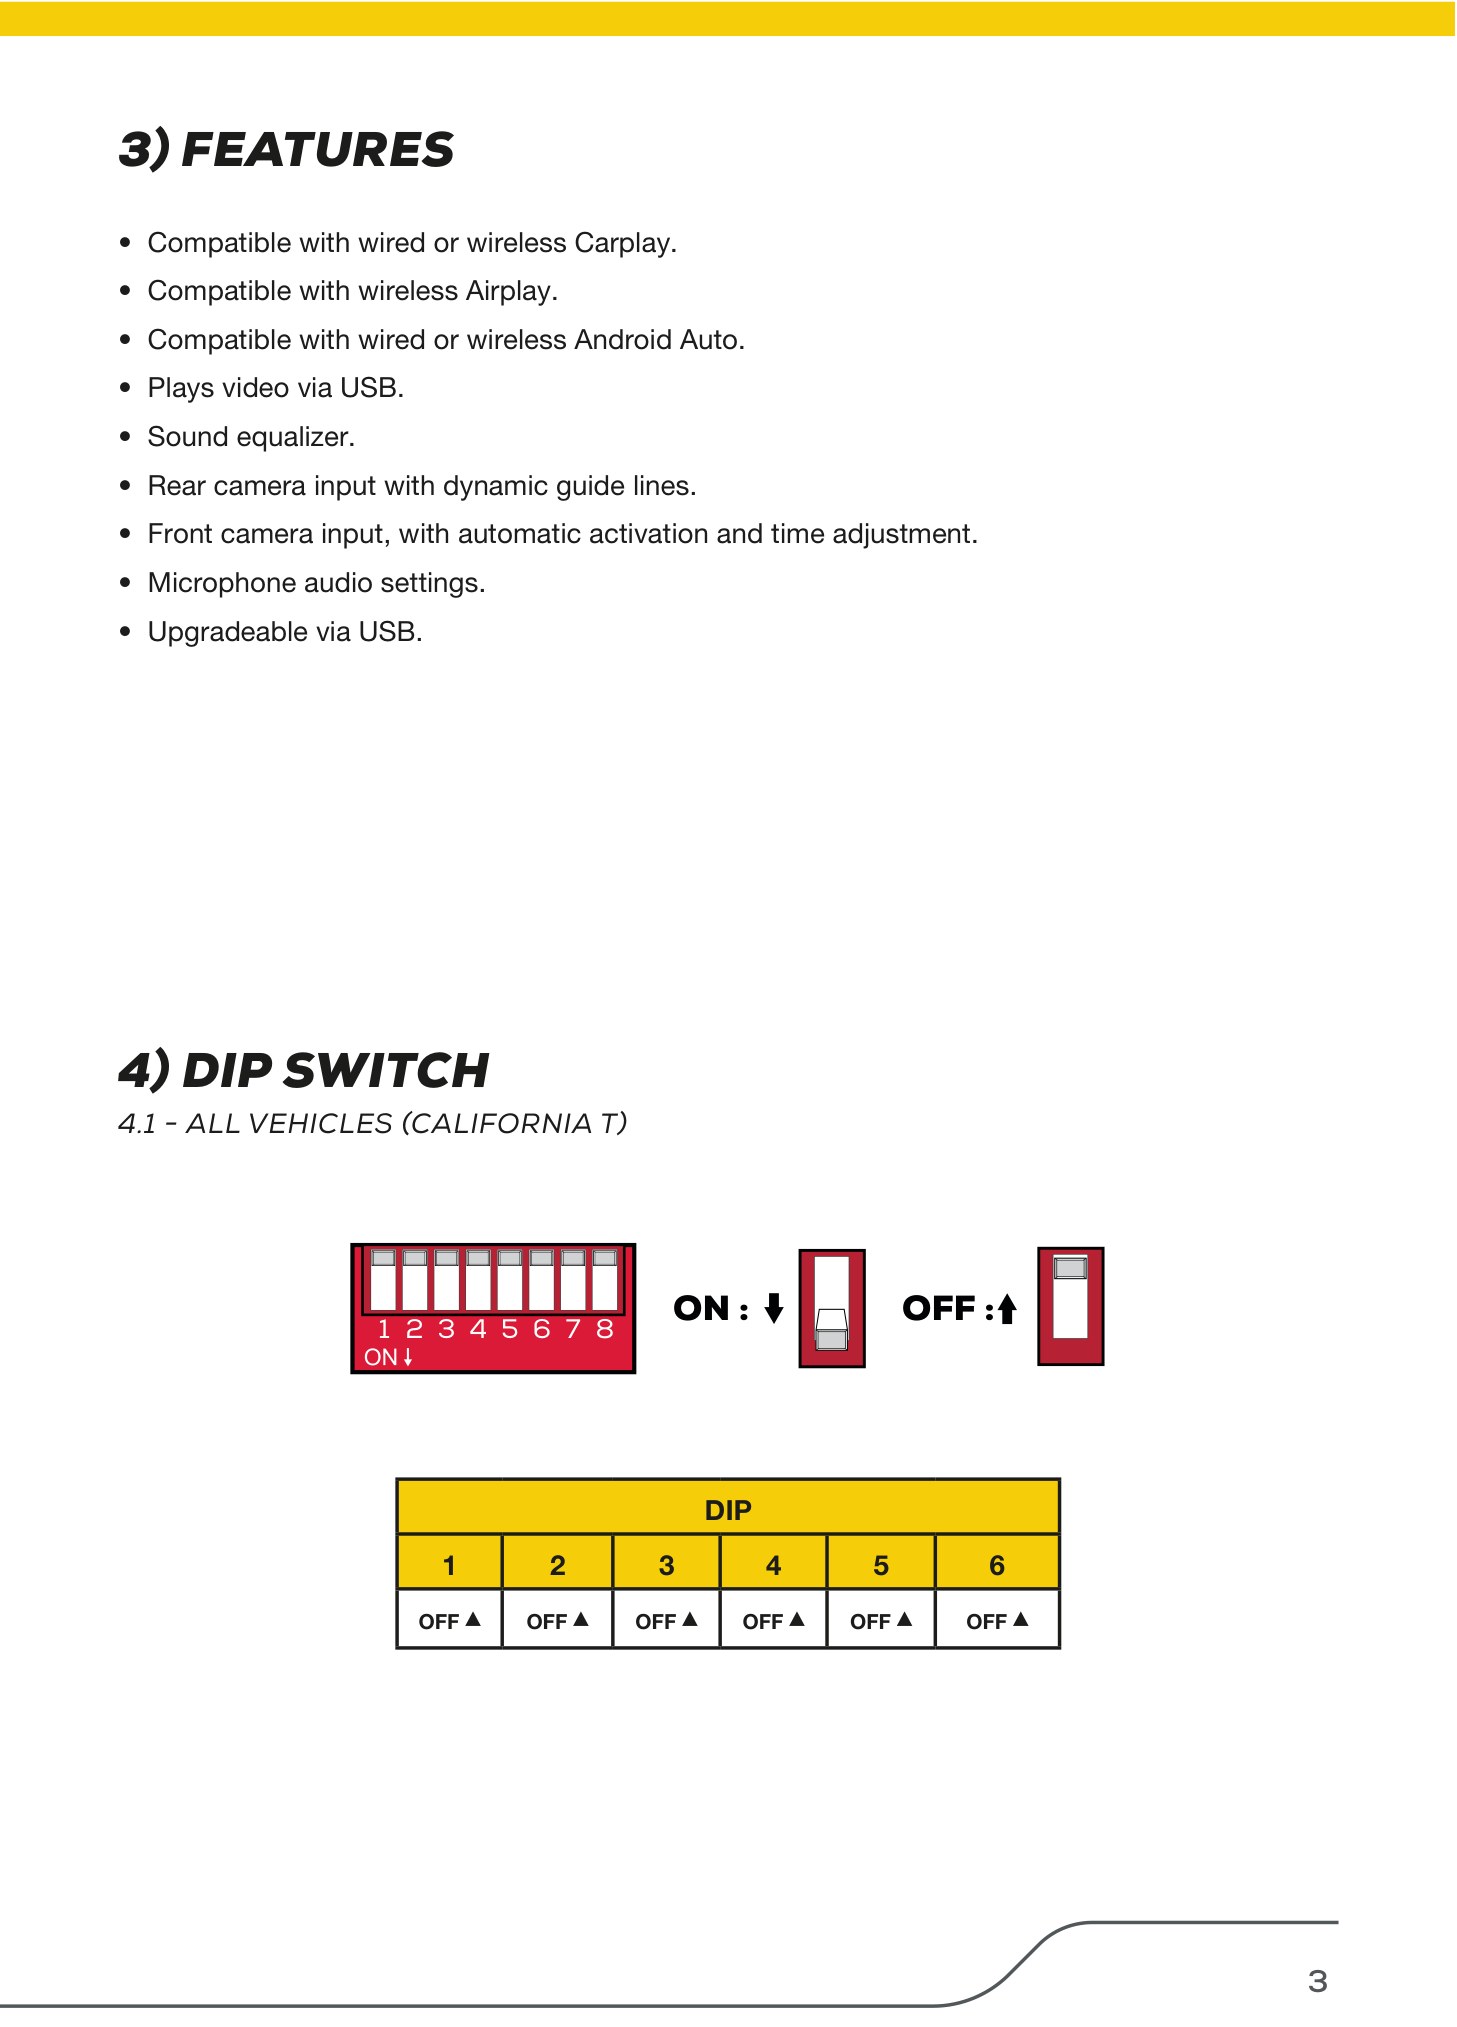 3) FEATURES
• Compatible with wired or wireless Carplay.
• Compatible with wireless Airplay.
• Compatible with wired or wireless Android Auto.
• Plays video via USB.
• Sound equalizer.
• Rear camera input with dynamic guide lines.
• Front camera input, with automatic activation and time adjustment.
• Microphone audio settings.
• Upgradeable via USB.
4) DIP SWITCH
4.1 - ALL VEHICLES (CALIFORNIA T)
1 2 3 4 5 6 7 8
ON ↓
ON : ⬇ OFF : ⬆
DIP
1 2 3 4 5 6
OFF ▲ OFF ▲ OFF ▲ OFF ▲ OFF ▲ OFF ▲
3